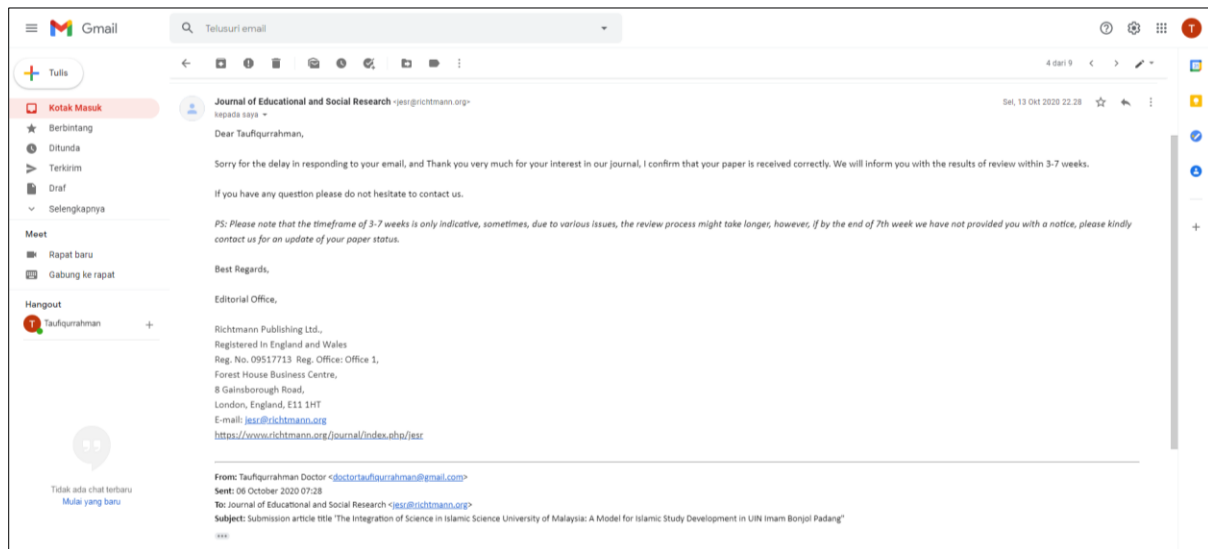 Gmail
Telusuri email
T
Tulis
4 dari 9
Kotak Masuk
Berbintang
Ditunda
Terkirim
Draf
Selengkapnya
Meet
Rapat baru
Gabung ke rapat
Hangout
T Taufiqurrahman +
Tidak ada chat terbaru
Mulai yang baru
Journal of Educational and Social Research <jesr@richtmann.org>
Sel, 13 Okt 2020 22.28
kepada saya
Dear Taufiqurrahman,
Sorry for the delay in responding to your email, and Thank you very much for your interest in our journal, I confirm that your paper is received correctly. We will inform you with the results of review within 3-7 weeks.
If you have any question please do not hesitate to contact us.
PS: Please note that the timeframe of 3-7 weeks is only indicative, sometimes, due to various issues, the review process might take longer, however, if by the end of 7th week we have not provided you with a notice, please kindly
contact us for an update of your paper status.
Best Regards,
Editorial Office,
Richtmann Publishing Ltd.,
Registered In England and Wales
Reg. No. 09517713 Reg. Office: Office 1,
Forest House Business Centre,
8 Gainsborough Road,
London, England, E11 1HT
E-mail: jesr@richtmann.org
https://www.richtmann.org/journal/index.php/jesr
From: Taufiqurrahman Doctor <doctortaufiqurrahman@gmail.com>
Sent: 06 October 2020 07:28
To: Journal of Educational and Social Research <jesr@richtmann.org>
Subject: Submission article title 'The Integration of Science in Islamic Science University of Malaysia: A Model for Islamic Study Development in UIN Imam Bonjol Padang"